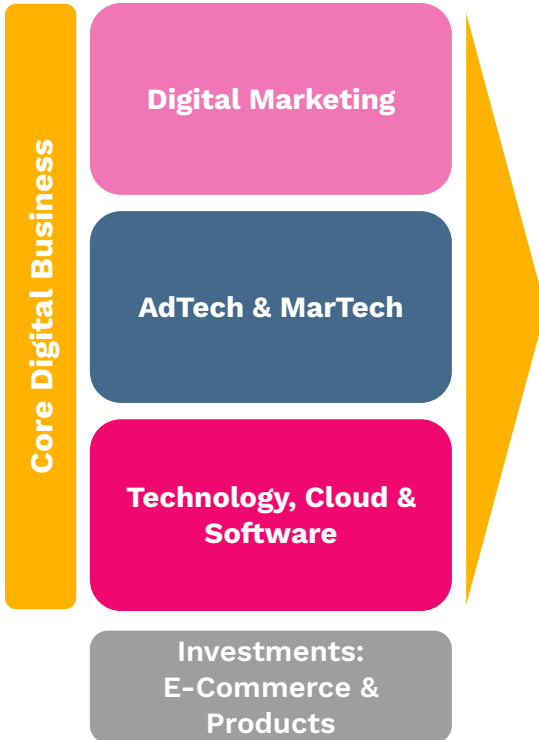 Core Digital Business
Digital Marketing
AdTech & MarTech
Technology, Cloud &
Software
Investments:
E-Commerce &
Products